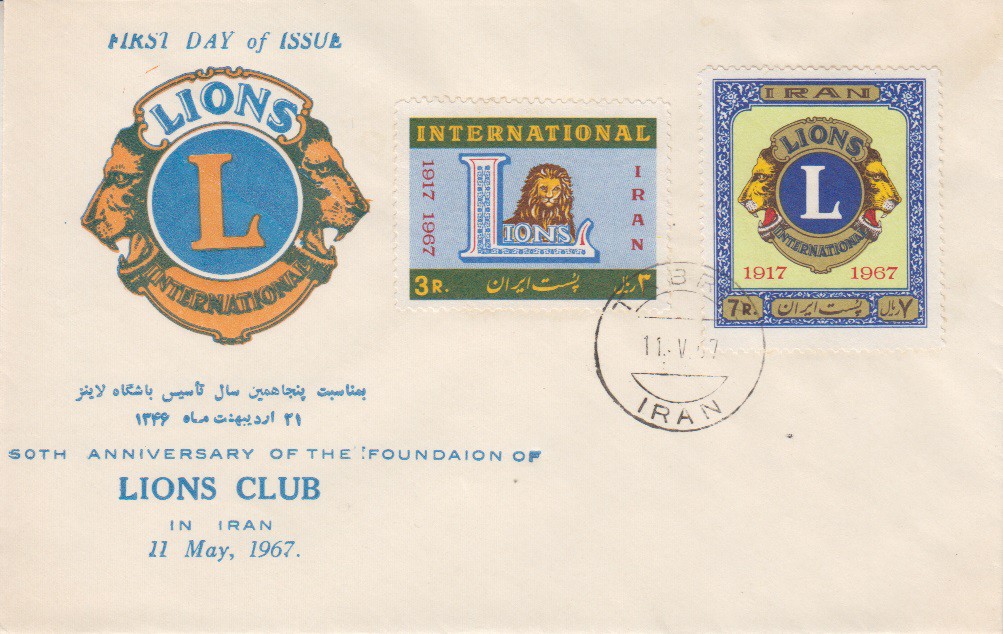 FIRST DAY of ISSUE
LIONS
L
INTERNATIONAL
بمناسبت پنجاهمین سال تأسیس باشگاه لاینز
۲۱ اردیبهشت ماه ۱۳۴۶
50TH ANNIVERSARY OF THE FOUNDAION OF
LIONS CLUB
IN IRAN
11 May, 1967.
INTERNATIONAL
1917 1967
LIONS
IRAN
3 R. پست ایران ۳ ریال
IRAN
LIONS
L
INTERNATIONAL
1917 1967
7 R. پست ایران ۷ ریال
11.V.67
IRAN